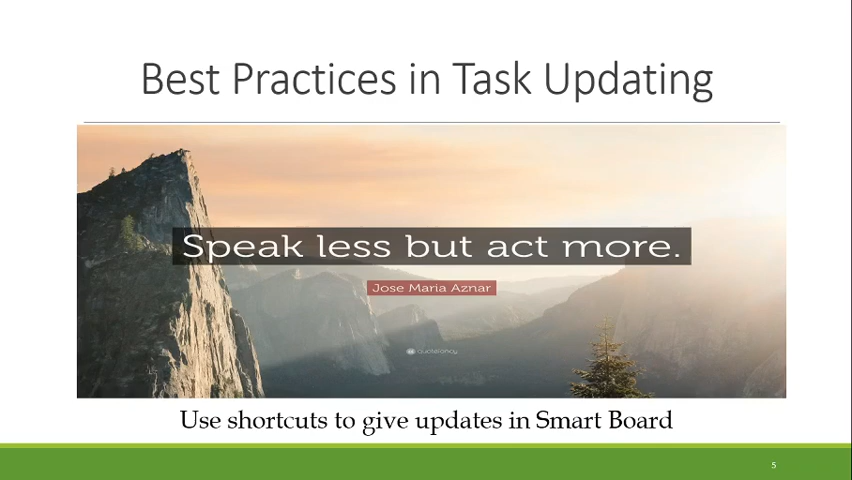 Best Practices in Task Updating
Speak less but act more.
Jose Maria Aznar
quotefancy
Use shortcuts to give updates in Smart Board
5